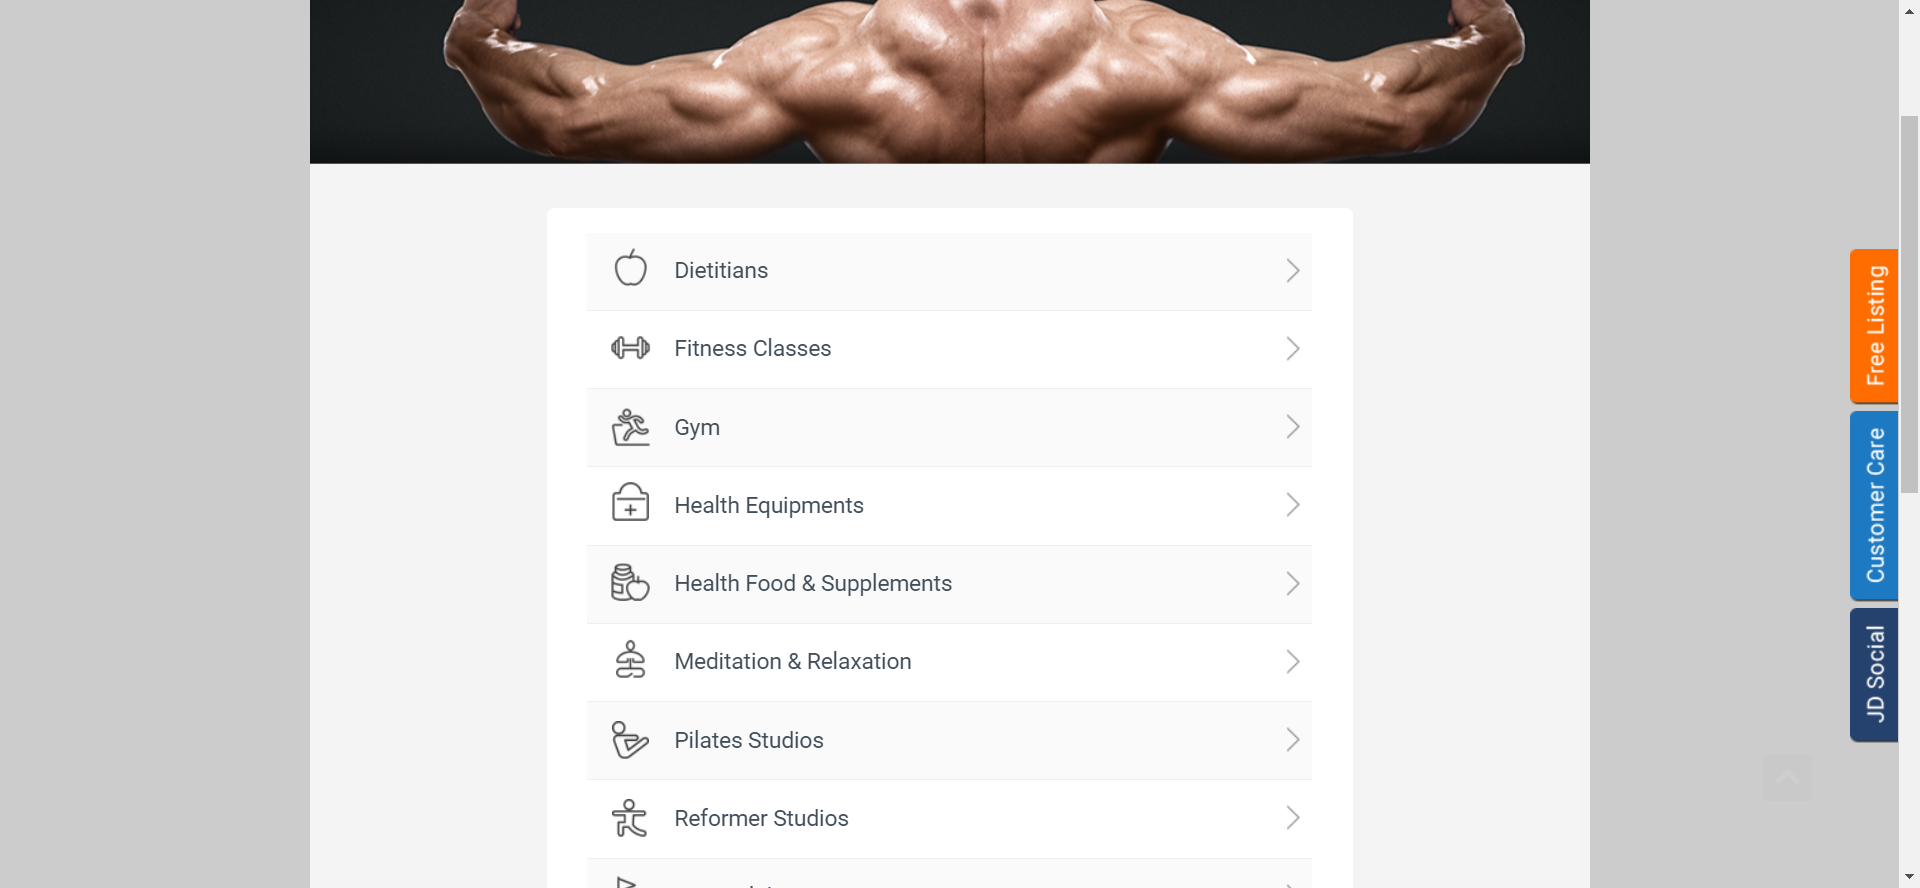 Dietitians
Fitness Classes
Gym
Health Equipments
Health Food & Supplements
Meditation & Relaxation
Pilates Studios
Reformer Studios
Free Listing
Customer Care
JD Social